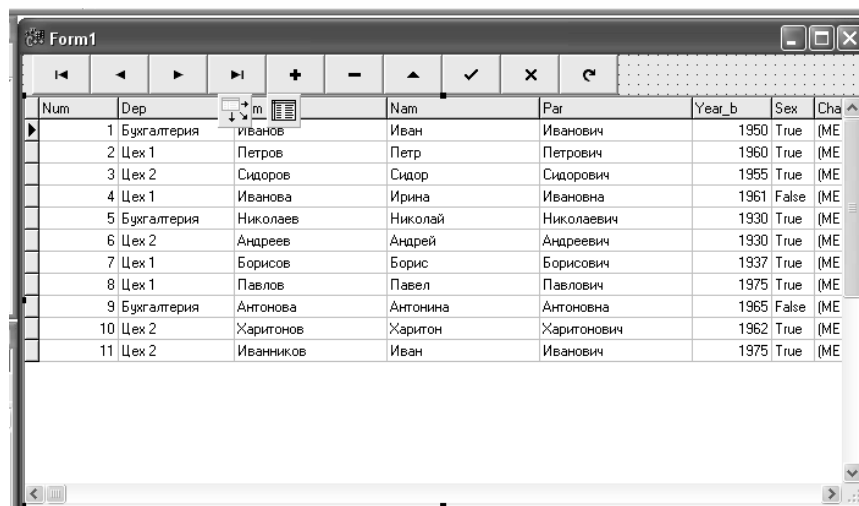 Form1
Num Dep m Nam Par Year_b Sex Cha
1 Бухгалтерия Иванов Иван Иванович 1950 True (ME
2 Цех 1 Петров Петр Петрович 1960 True (ME
3 Цех 2 Сидоров Сидор Сидорович 1955 True (ME
4 Цех 1 Иванова Ирина Ивановна 1961 False (ME
5 Бухгалтерия Николаев Николай Николаевич 1930 True (ME
6 Цех 2 Андреев Андрей Андреевич 1930 True (ME
7 Цех 1 Борисов Борис Борисович 1937 True (ME
8 Цех 1 Павлов Павел Павлович 1975 True (ME
9 Бухгалтерия Антонова Антонина Антоновна 1965 False (ME
10 Цех 2 Харитонов Харитон Харитонович 1962 True (ME
11 Цех 2 Иванников Иван Иванович 1975 True (ME